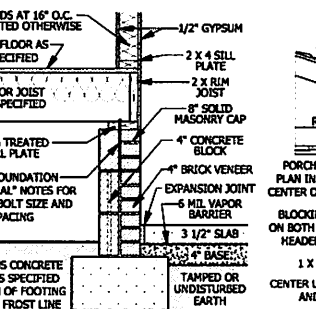 DS AT 16" O.C.
TED OTHERWISE
FLOOR AS
ECIFIED
OR JOIST
SPECIFIED
TREATED
L PLATE
OUNDATION
AL" NOTES FOR
BOLT SIZE AND
PACING
S CONCRETE
S SPECIFIED
OF FOOTING
FROST LINE
1/2" GYPSUM
2 X 4 SILL
PLATE
2 X RIM
JOIST
8" SOLID
MASONRY CAP
4" CONCRETE
BLOCK
4" BRICK VENEER
EXPANSION JOINT
6 MIL VAPOR
BARRIER
3 1/2" SLAB
4" BASE
TAMPED OR
UNDISTURBED
EARTH
PORCH
PLAN IN
CENTER O
BLOCKI
ON BOTH
HEADE
1 X
CENTER L
AN